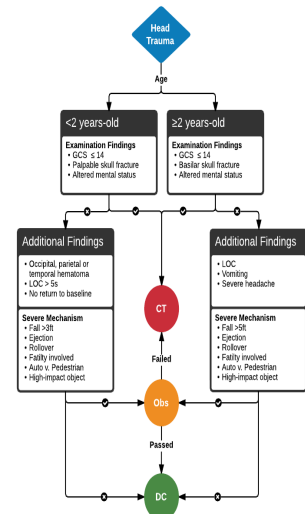 Head
Trauma
Age
<2 years-old
Examination Findings
• GCS ≤ 14
• Palpable skull fracture
• Altered mental status
≥2 years-old
Examination Findings
• GCS ≤ 14
• Basilar skull fracture
• Altered mental status
Additional Findings
• Occipital, parietal or
temporal hematoma
• LOC > 5s
• No return to baseline
Severe Mechanism
• Fall >3ft
• Ejection
• Rollover
• Fatilty involved
• Auto v. Pedestrian
• High-impact object
CT
Failed
Obs
Passed
DC
Additional Findings
• LOC
• Vomiting
• Severe headache
Severe Mechanism
• Fall >5ft
• Ejection
• Rollover
• Fatilty involved
• Auto v. Pedestrian
• High-impact object